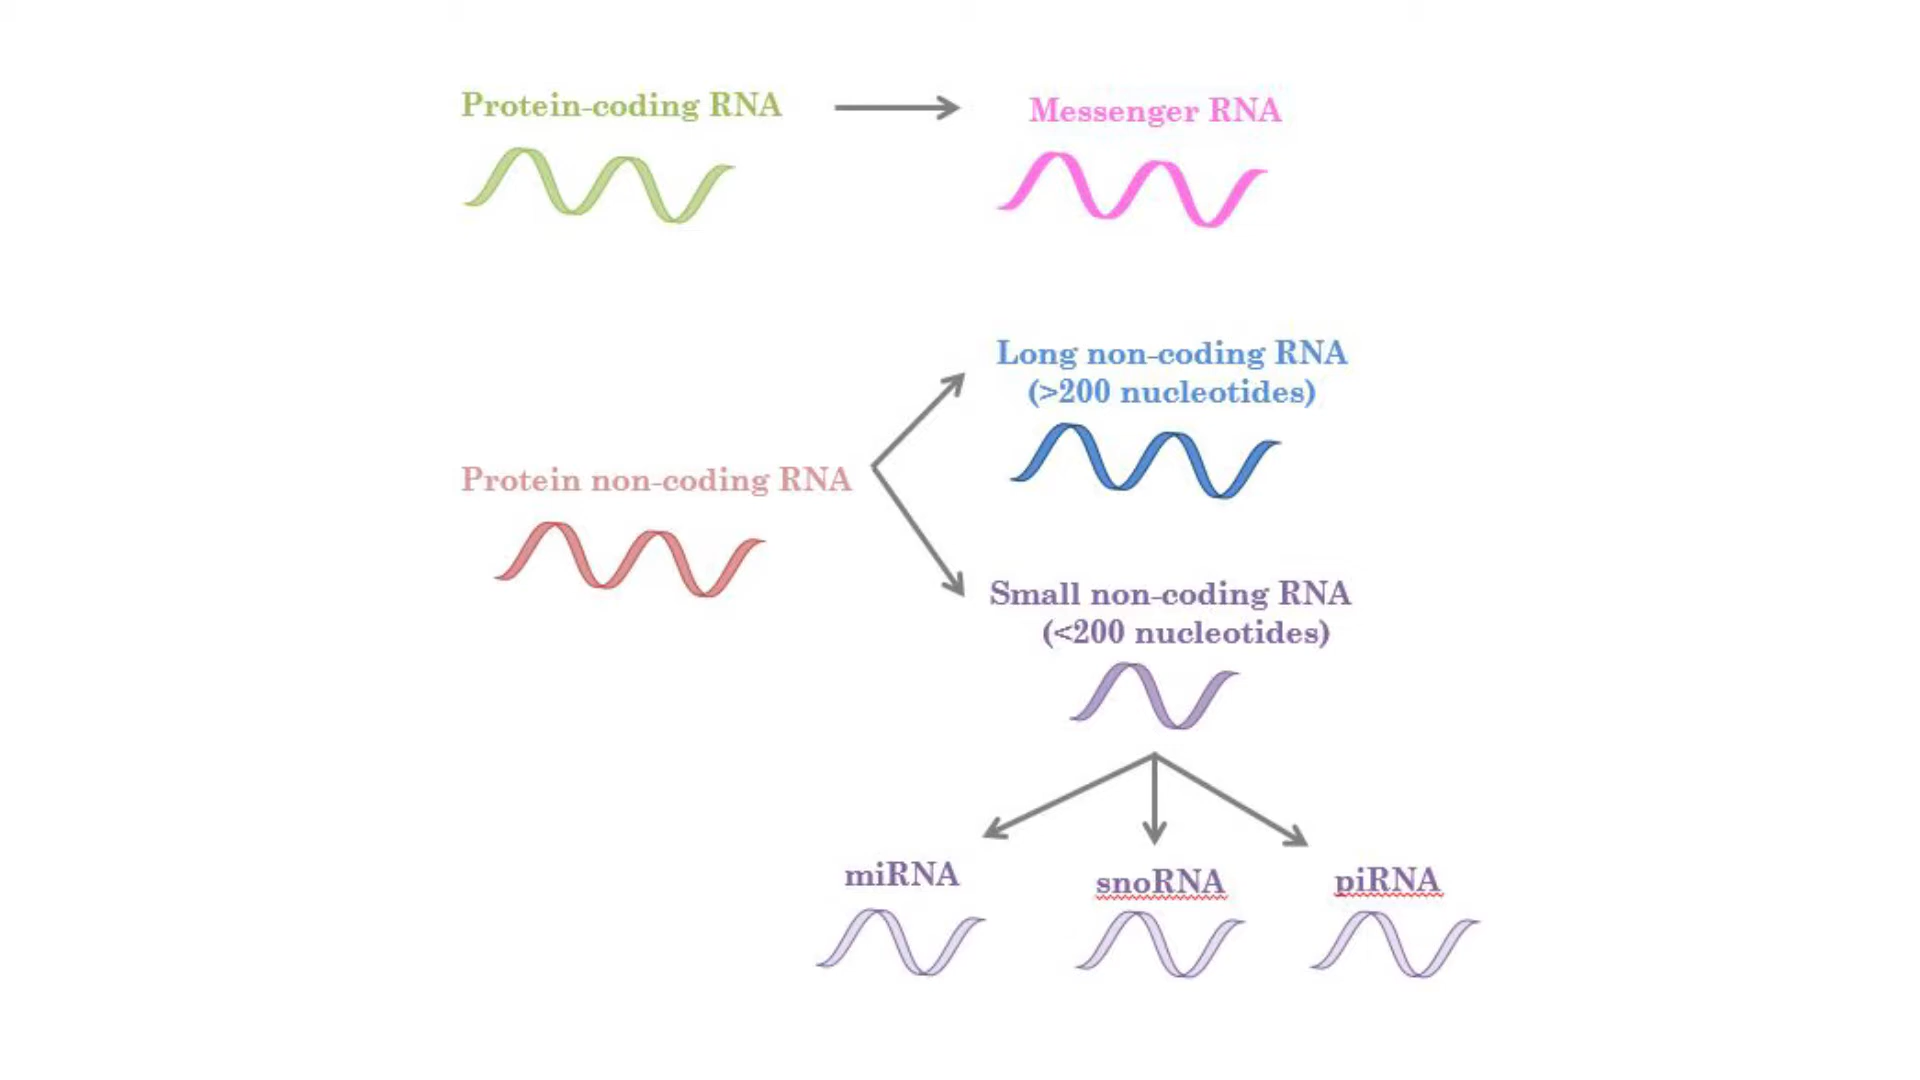 Protein-coding RNA
Messenger RNA
Long non-coding RNA
(>200 nucleotides)
Protein non-coding RNA
Small non-coding RNA
(<200 nucleotides)
miRNA
snoRNA
piRNA